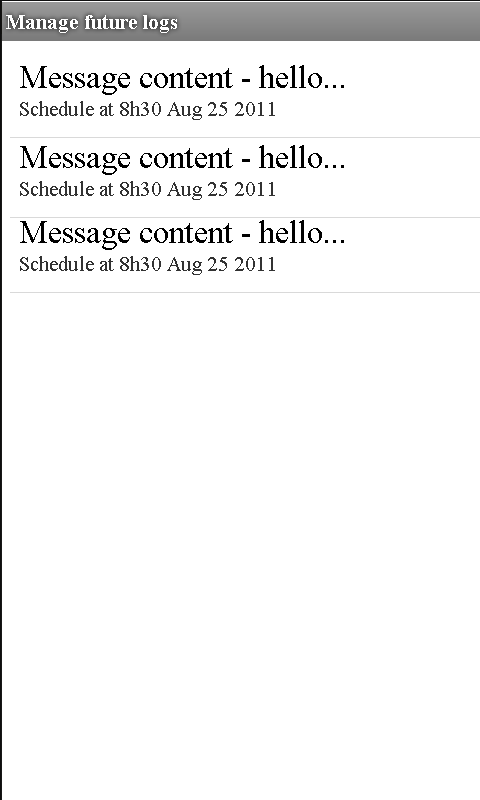 Manage future logs
Message content - hello...
Schedule at 8h30 Aug 25 2011
Message content - hello...
Schedule at 8h30 Aug 25 2011
Message content - hello...
Schedule at 8h30 Aug 25 2011